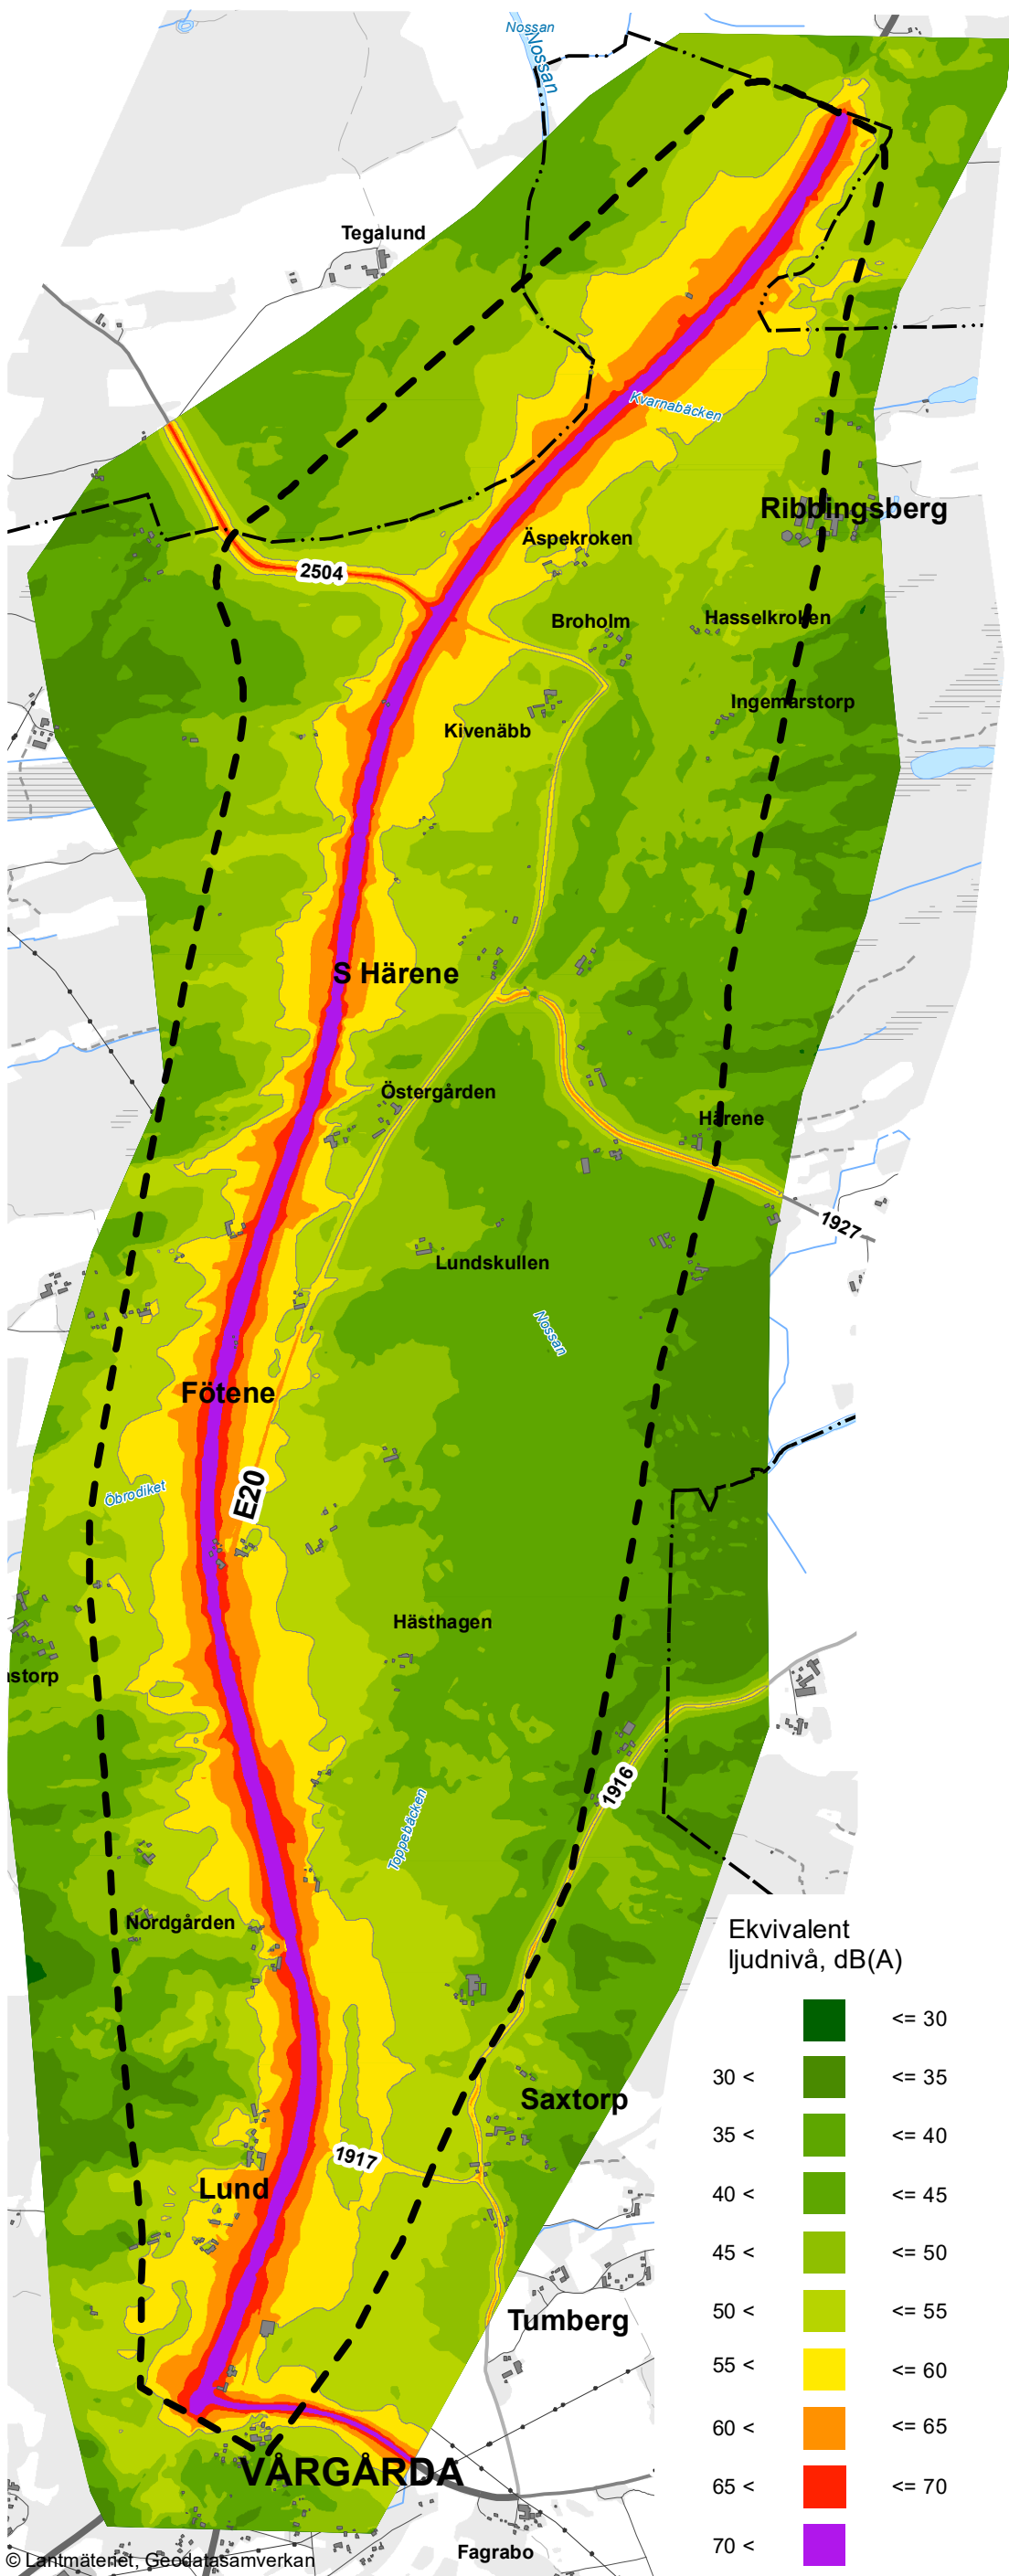 Nossan
Nossan
Tegalund
Kvarnabäcken
Ribbingsberg
Äspekroken
2504
Broholm
Hasselkroken
Ingemarstorp
Kivenäbb
S Härene
Östergården
Härene
1927
Lundskullen
Nossan
Fötene
Öbrodiket
E20
Hästhagen
astorp
1916
Toppebäcken
Nordgården
Saxtorp
1917
Lund
Tumberg
VÅRGÅRDA
Fagrabo
© Lantmäteriet, Geodatasamverkan
Ekvivalent
ljudnivå, dB(A)
<= 30
30 < <= 35
35 < <= 40
40 < <= 45
45 < <= 50
50 < <= 55
55 < <= 60
60 < <= 65
65 < <= 70
70 <